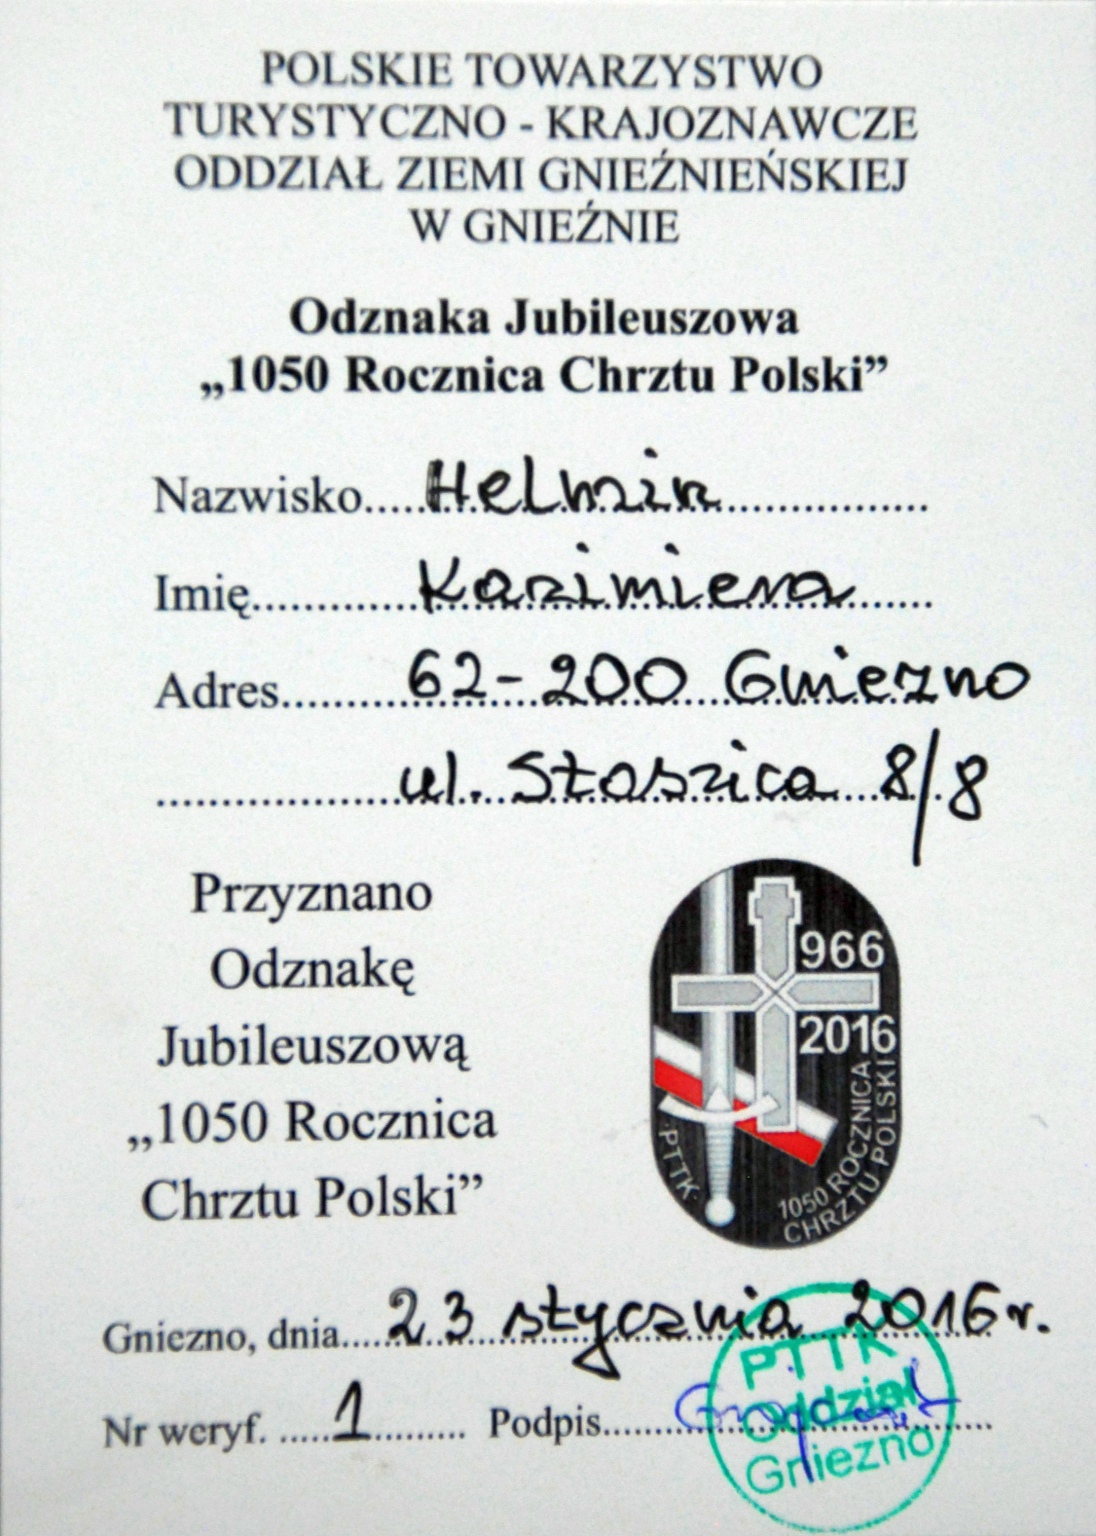 POLSKIE TOWARZYSTWO
TURYSTYCZNO - KRAJOZNAWCZE
ODDZIAŁ ZIEMI GNIEŹNIEŃSKIEJ
W GNIEŹNIE
Odznaka Jubileuszowa
„1050 Rocznica Chrztu Polski”
Nazwisko.....Helmin.................
Imię.............Kazimiera.......
Adres..........62-200 Gniezno
...................ul. Staszica 8/8
Przyznano
Odznakę
Jubileuszową
„1050 Rocznica
Chrztu Polski”
966
2016
PTTK
1050 ROCZNICA
CHRZTU POLSKI
Gniezno, dnia....23 stycznia 2016 r.
Nr weryf. .....1.......... Podpis..............................
PTTK
Oddział
Gniezno